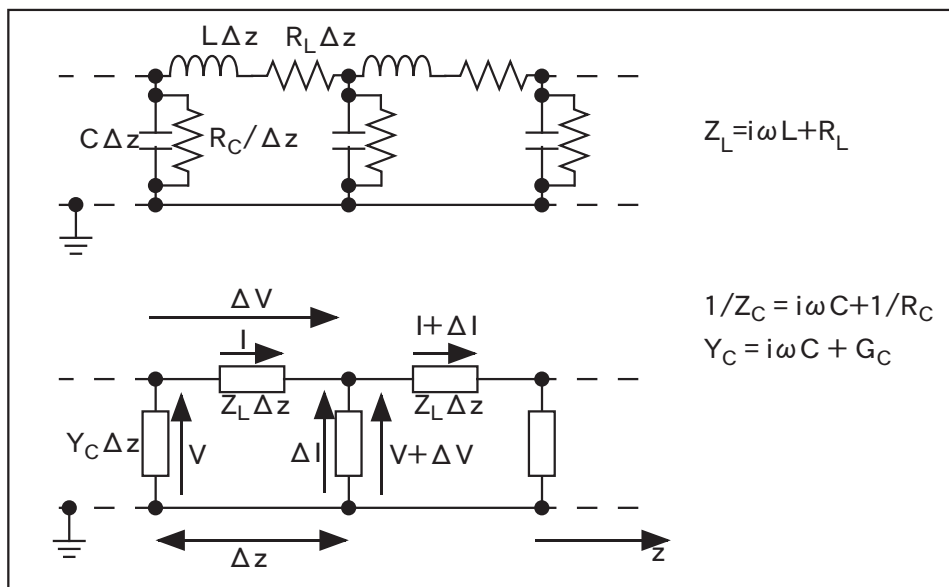 LΔz R_LΔz
CΔz R_C/Δz
Z_L=iωL+R_L
ΔV
1/Z_C = iωC+1/R_C
I I+ΔI
Y_C = iωC + G_C
Z_LΔz Z_LΔz
Y_CΔz V ΔI V+ΔV
Δz z